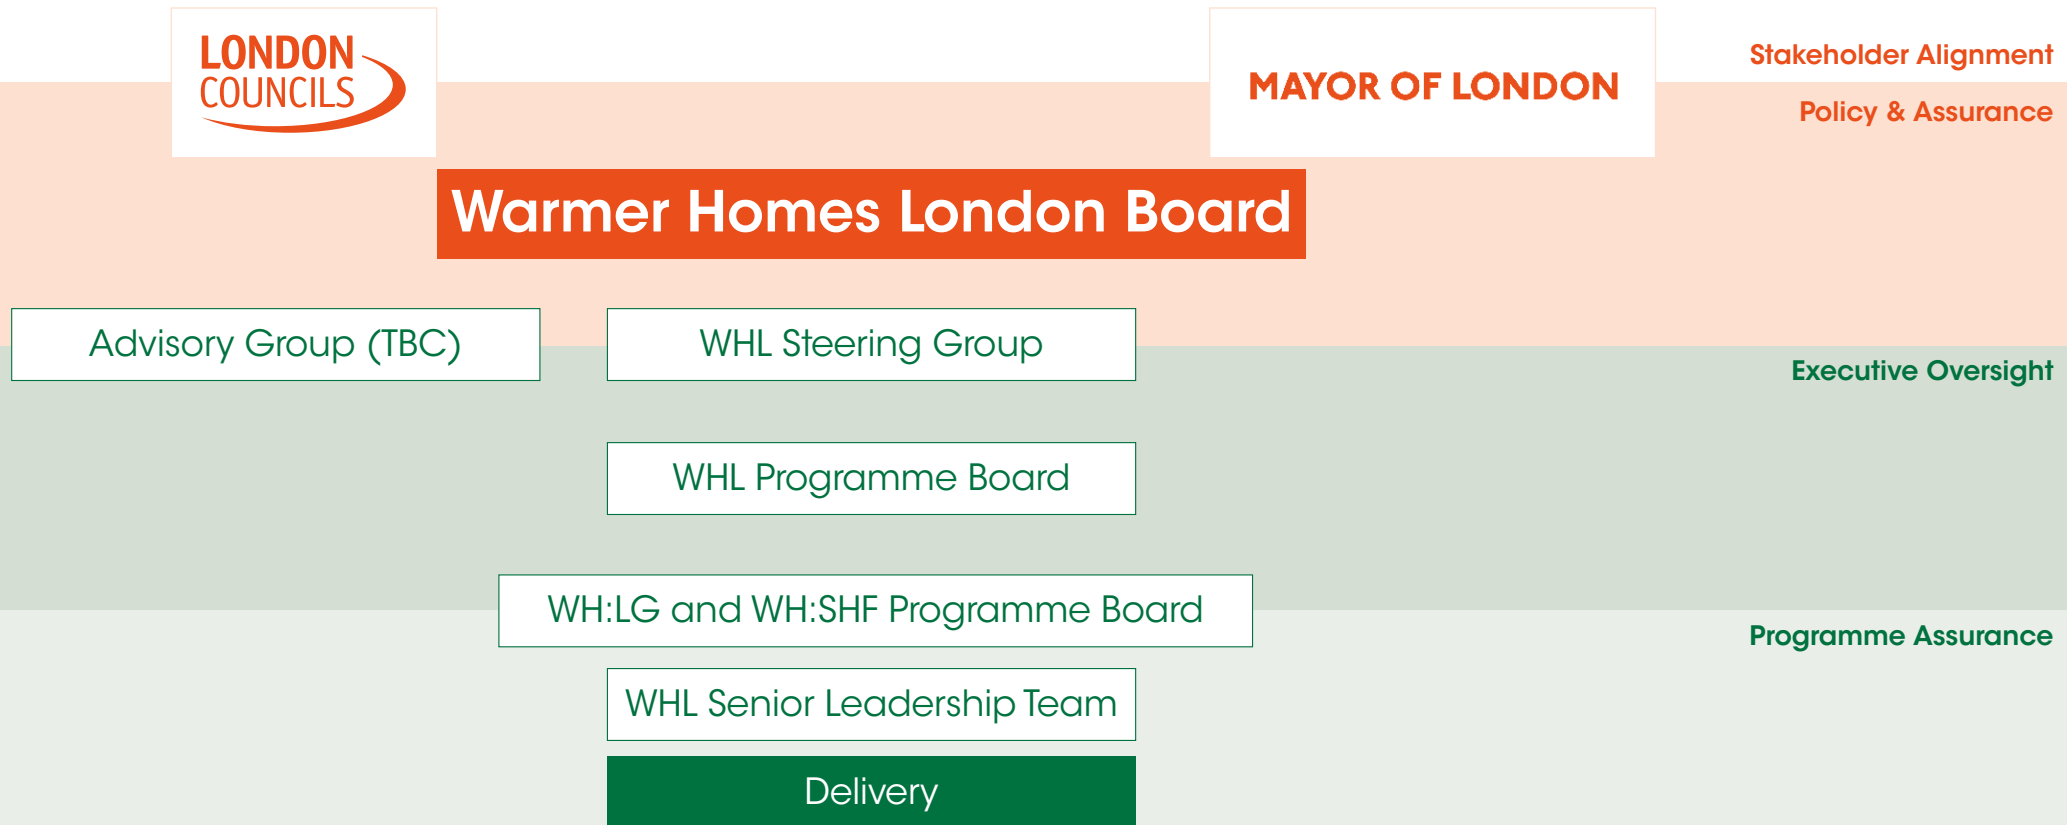 LONDON
COUNCILS
MAYOR OF LONDON
Stakeholder Alignment
Policy & Assurance
Warmer Homes London Board
Advisory Group (TBC)
WHL Steering Group
Executive Oversight
WHL Programme Board
WH:LG and WH:SHF Programme Board
Programme Assurance
WHL Senior Leadership Team
Delivery